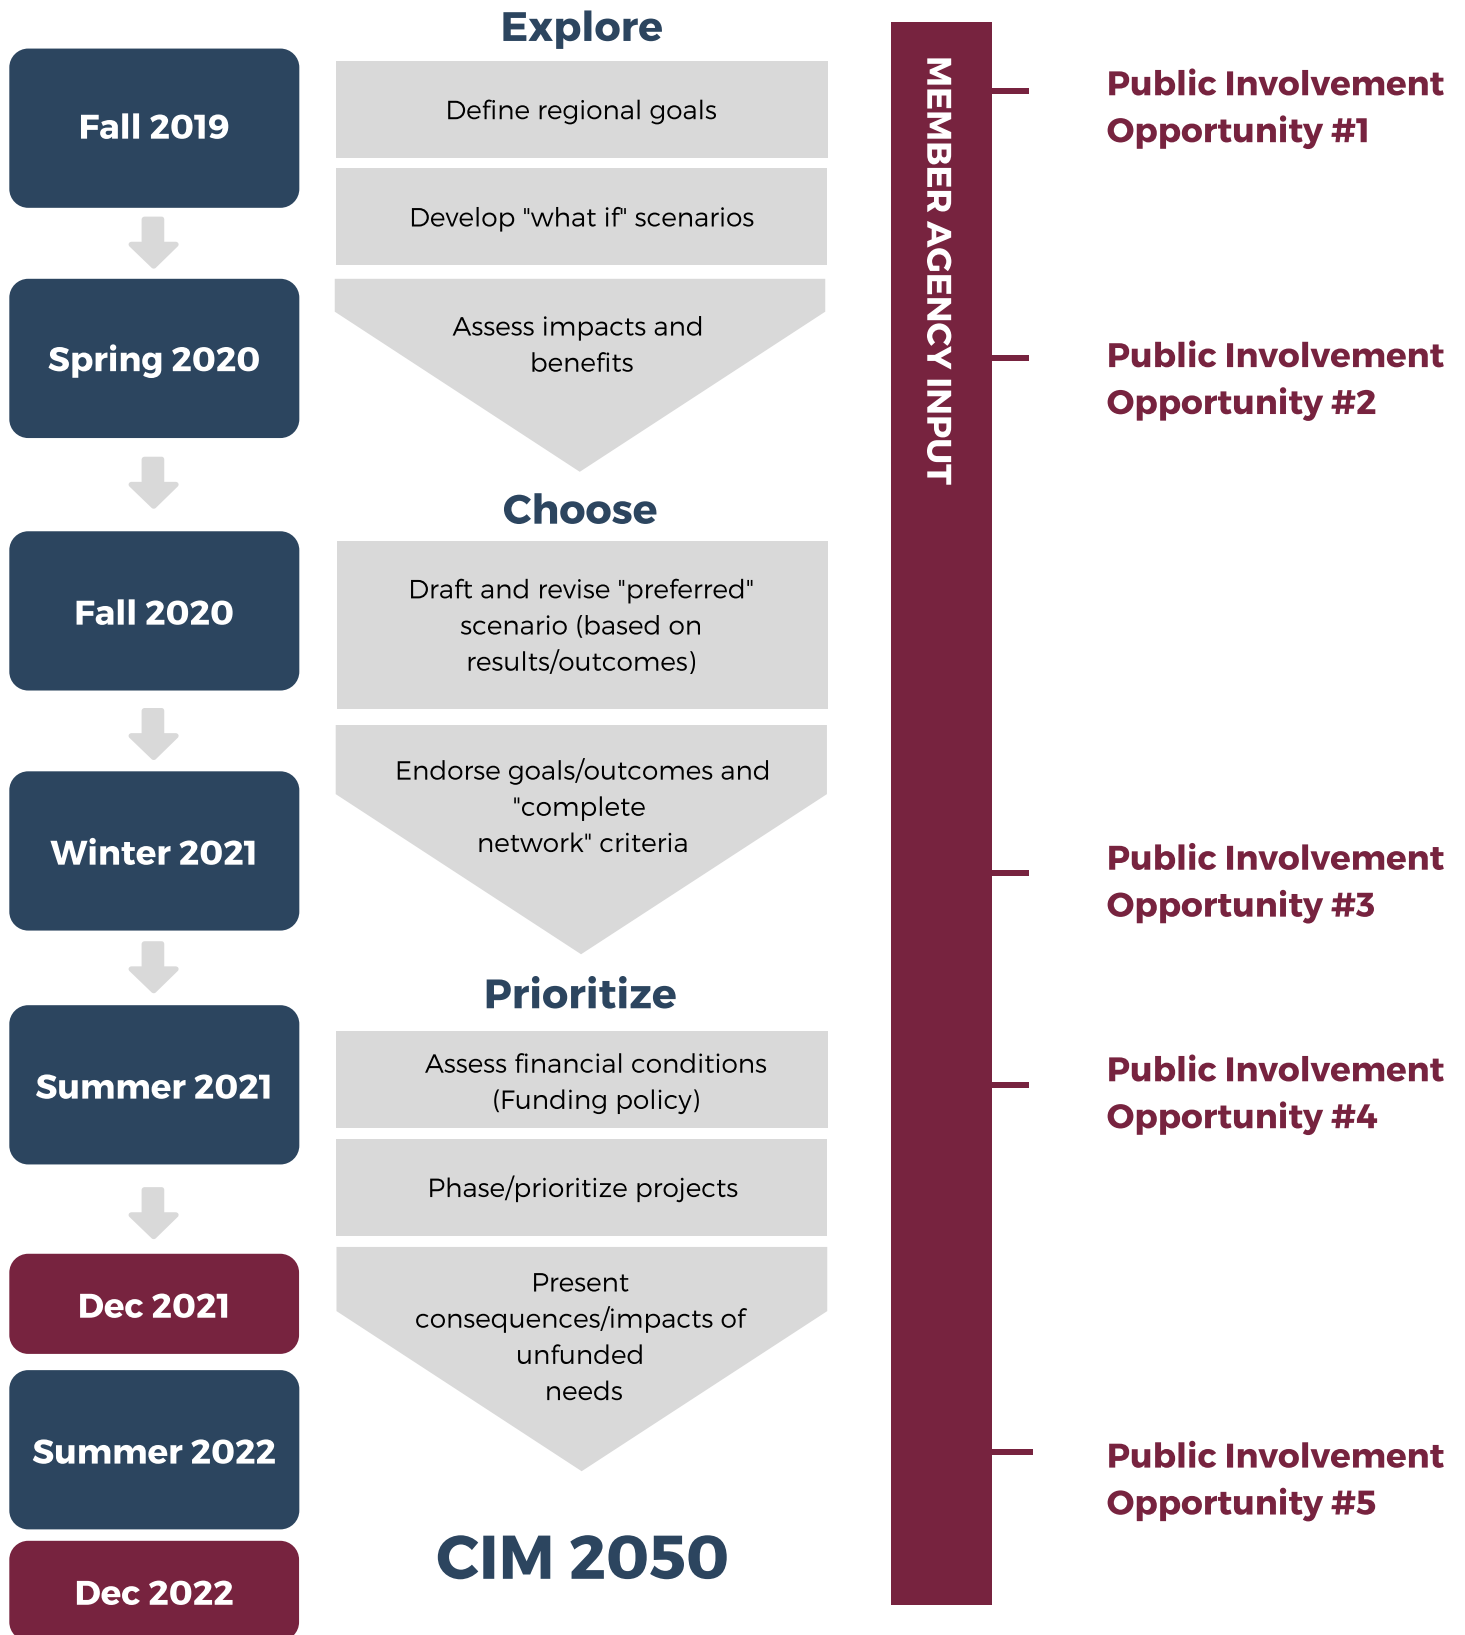 Explore
Fall 2019
Define regional goals
Develop "what if" scenarios
Spring 2020
Assess impacts and
benefits
Choose
Fall 2020
Draft and revise "preferred"
scenario (based on
results/outcomes)
Winter 2021
Endorse goals/outcomes and
"complete
network" criteria
Prioritize
Summer 2021
Assess financial conditions
(Funding policy)
Phase/prioritize projects
Dec 2021
Present
consequences/impacts of
unfunded
needs
Summer 2022
CIM 2050
Dec 2022
MEMBER AGENCY INPUT
Public Involvement
Opportunity #1
Public Involvement
Opportunity #2
Public Involvement
Opportunity #3
Public Involvement
Opportunity #4
Public Involvement
Opportunity #5